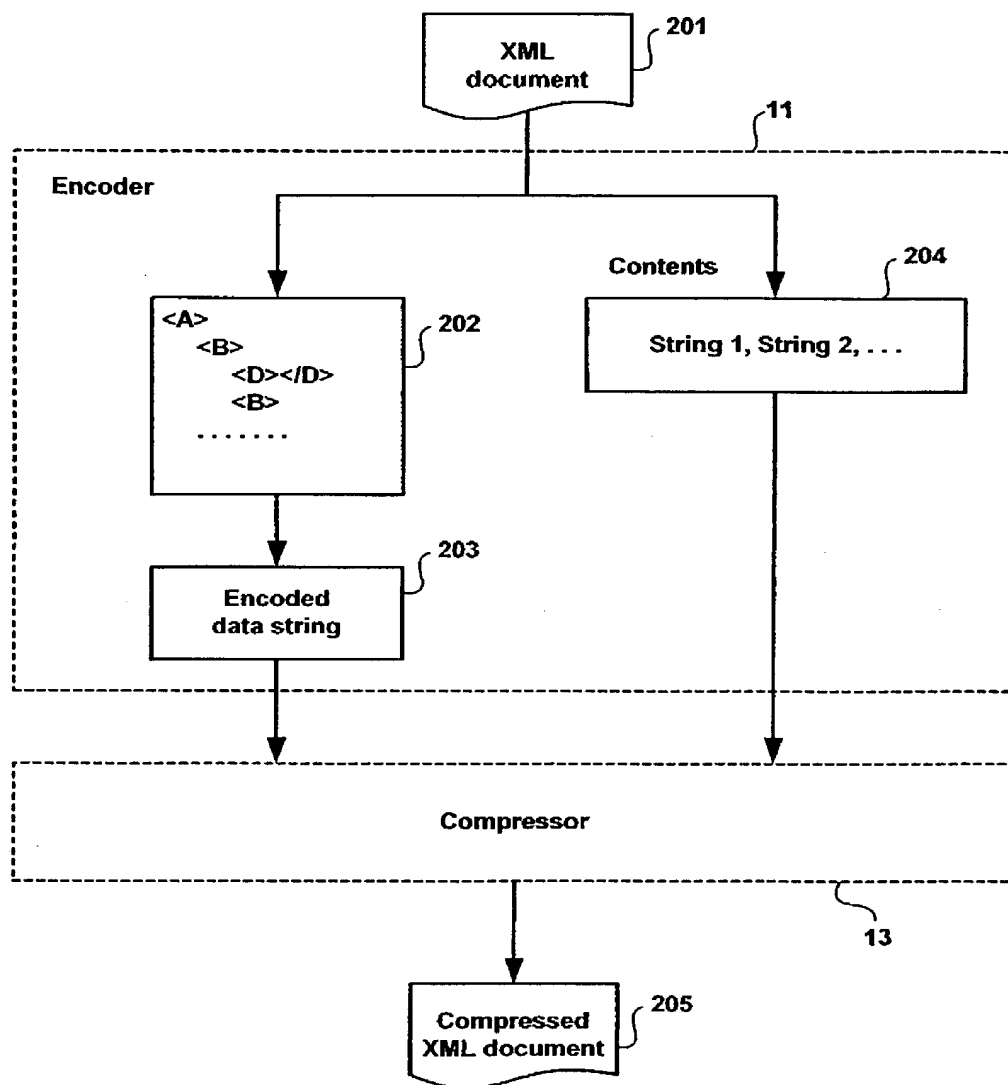 201
XML
document
11
Encoder
Contents
204
<A>
<B>
<D></D>
<B>
. . . . . . .
202
String 1, String 2, . . .
203
Encoded
data string
Compressor
13
205
Compressed
XML document